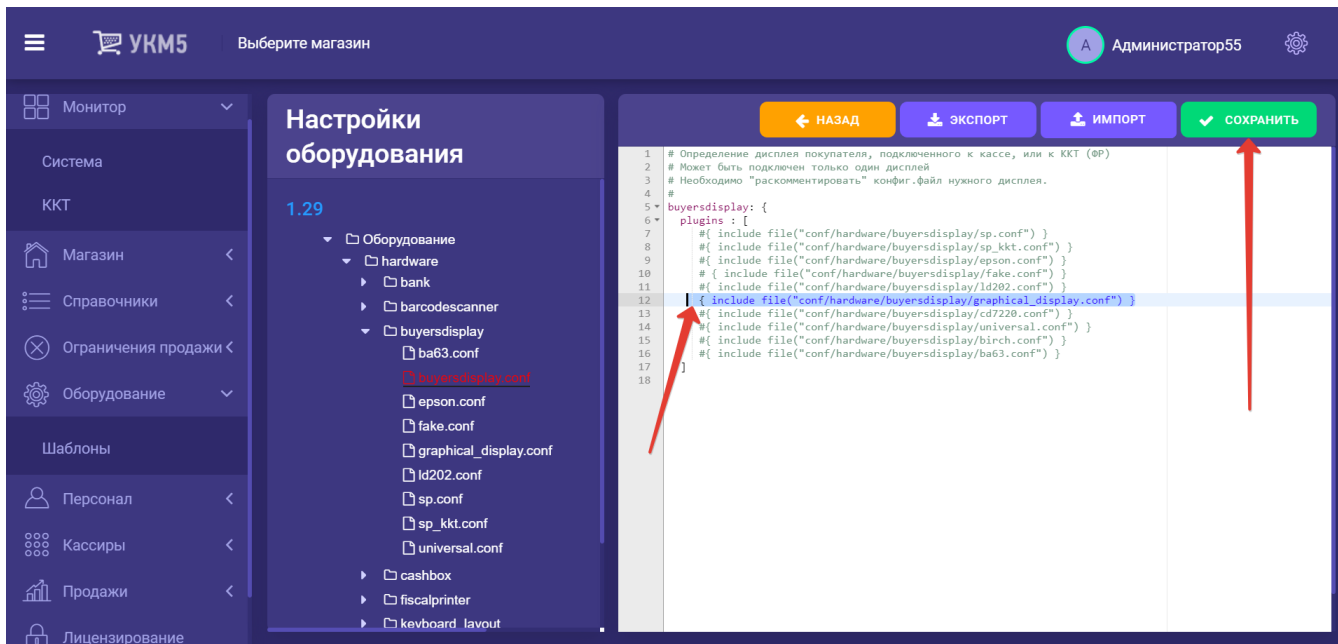 УКМ5
Выберите магазин
А
Администратор55
Монитор
Система
ККТ
Магазин
Справочники
Ограничения продажи
Оборудование
Шаблоны
Персонал
Кассиры
Продажи
Лицензирование
Настройки
оборудования
1.29
Оборудование
hardware
bank
barcodescanner
buyersdisplay
ba63.conf
buyersdisplay.conf
epson.conf
fake.conf
graphical_display.conf
ld202.conf
sp.conf
sp_kkt.conf
universal.conf
cashbox
fiscalprinter
keyboard_layout
НАЗАД
ЭКСПОРТ
ИМПОРТ
СОХРАНИТЬ
1 # Определение дисплея покупателя, подключенного к кассе, или к ККТ (ФР)
2 # Может быть подключен только один дисплей
3 # Необходимо "раскомментировать" конфиг.файл нужного дисплея.
4 #
5 buyersdisplay: {
6 plugins : [
7 #{ include file("conf/hardware/buyersdisplay/sp.conf") }
8 #{ include file("conf/hardware/buyersdisplay/sp_kkt.conf") }
9 #{ include file("conf/hardware/buyersdisplay/epson.conf") }
10 # { include file("conf/hardware/buyersdisplay/fake.conf") }
11 #{ include file("conf/hardware/buyersdisplay/ld202.conf") }
12 { include file("conf/hardware/buyersdisplay/graphical_display.conf") }
13 #{ include file("conf/hardware/buyersdisplay/cd7220.conf") }
14 #{ include file("conf/hardware/buyersdisplay/universal.conf") }
15 #{ include file("conf/hardware/buyersdisplay/birch.conf") }
16 #{ include file("conf/hardware/buyersdisplay/ba63.conf") }
17 ]
18